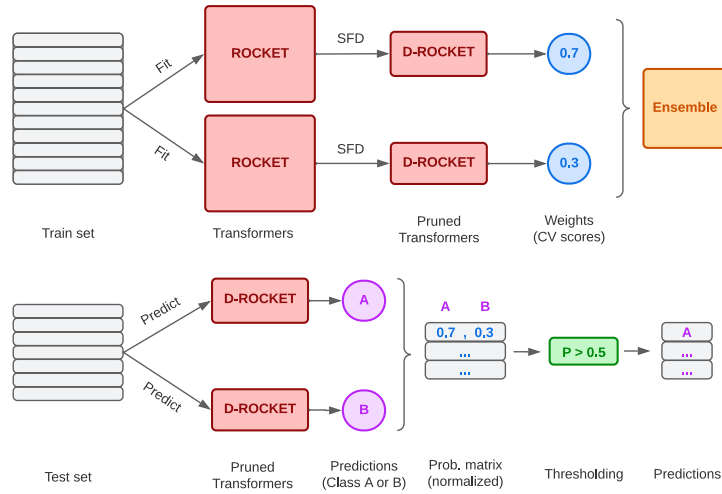 Fit
ROCKET
SFD
D-ROCKET
0.7
Ensemble
Fit
ROCKET
SFD
D-ROCKET
0.3
Train set
Transformers
Pruned
Transformers
Weights
(CV scores)
Predict
D-ROCKET
A
A B
0.7 , 0.3
...
...
P > 0.5
A
...
...
Predict
D-ROCKET
B
Test set
Pruned
Transformers
Predictions
(Class A or B)
Prob. matrix
(normalized)
Thresholding
Predictions